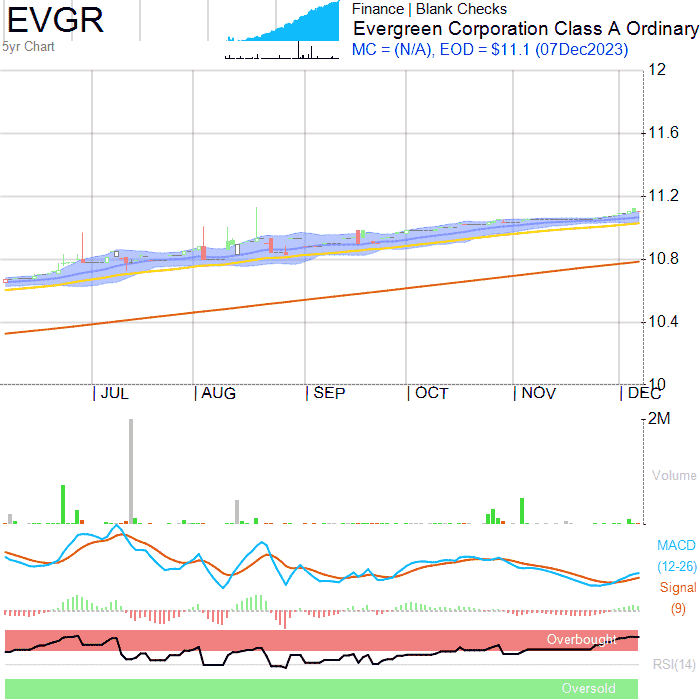 EVGR
5yr Chart
Finance | Blank Checks
Evergreen Corporation Class A Ordinary
MC = (N/A), EOD = $11.1 (07Dec2023)
12
11.6
11.2
10.8
10.4
10
JUL AUG SEP OCT NOV DEC
2M
Volume
MACD
(12-26)
Signal
(9)
Overbought
RSI(14)
Oversold